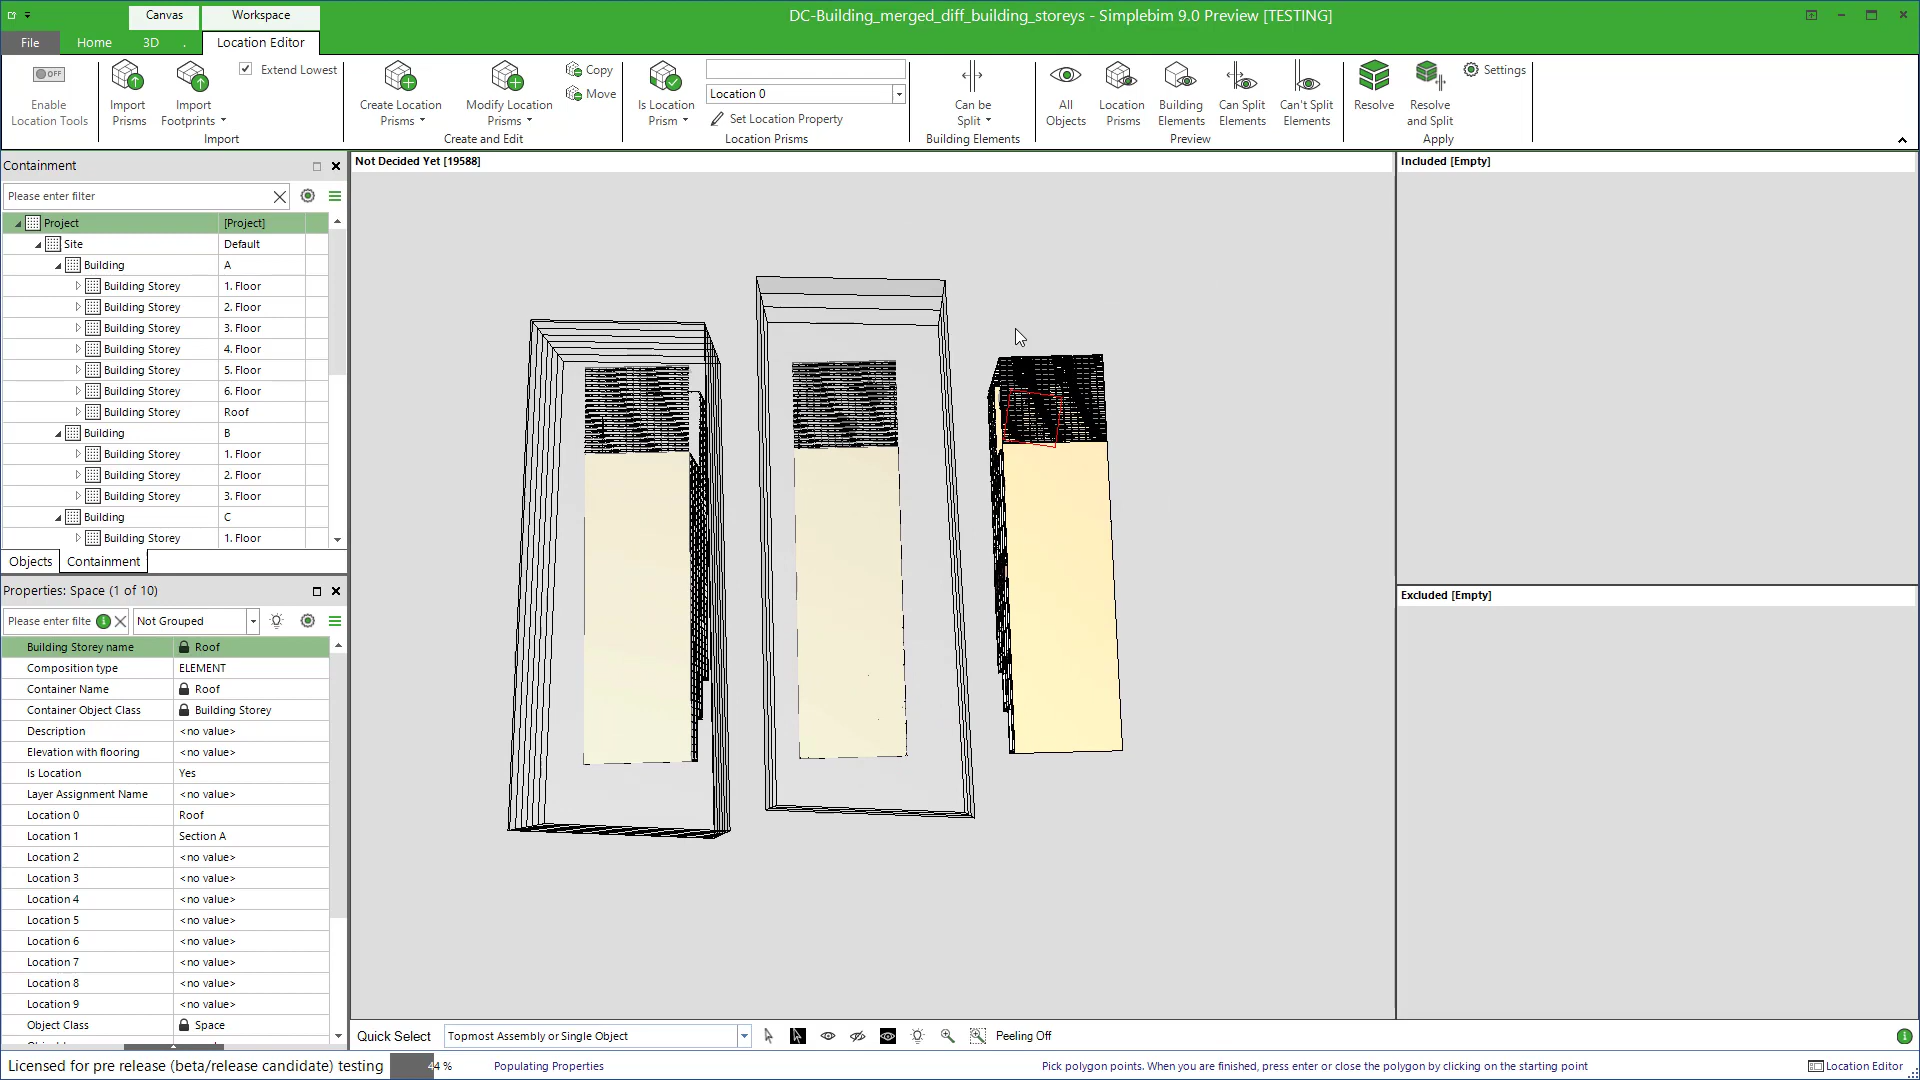 Canvas
Workspace
DC-Building_merged_diff_building_storeys - Simplebim 9.0 Preview [TESTING]
File
Home
3D
.
Location Editor
OFF
Enable
Location Tools
Import
Prisms
Import
Footprints
Extend Lowest
Import
Create Location
Prisms
Modify Location
Prisms
Copy
Move
Create and Edit
Is Location
Prism
Location 0
Set Location Property
Location Prisms
Can be
Split
Building Elements
All
Objects
Location
Prisms
Building
Elements
Can Split
Elements
Can't Split
Elements
Preview
Resolve
Resolve
and Split
Settings
Apply
Containment
Please enter filter
Project [Project]
Site Default
Building A
Building Storey 1. Floor
Building Storey 2. Floor
Building Storey 3. Floor
Building Storey 4. Floor
Building Storey 5. Floor
Building Storey 6. Floor
Building Storey Roof
Building B
Building Storey 1. Floor
Building Storey 2. Floor
Building Storey 3. Floor
Building C
Building Storey 1. Floor
Objects
Containment
Properties: Space (1 of 10)
Please enter filte
Not Grouped
Building Storey name Roof
Composition type ELEMENT
Container Name Roof
Container Object Class Building Storey
Description <no value>
Elevation with flooring <no value>
Is Location Yes
Layer Assignment Name <no value>
Location 0 Roof
Location 1 Section A
Location 2 <no value>
Location 3 <no value>
Location 4 <no value>
Location 5 <no value>
Location 6 <no value>
Location 7 <no value>
Location 8 <no value>
Location 9 <no value>
Object Class Space
Not Decided Yet [19588]
Included [Empty]
Excluded [Empty]
Quick Select
Topmost Assembly or Single Object
Peeling Off
Licensed for pre release (beta/release candidate) testing
44 %
Populating Properties
Pick polygon points. When you are finished, press enter or close the polygon by clicking on the starting point
Location Editor